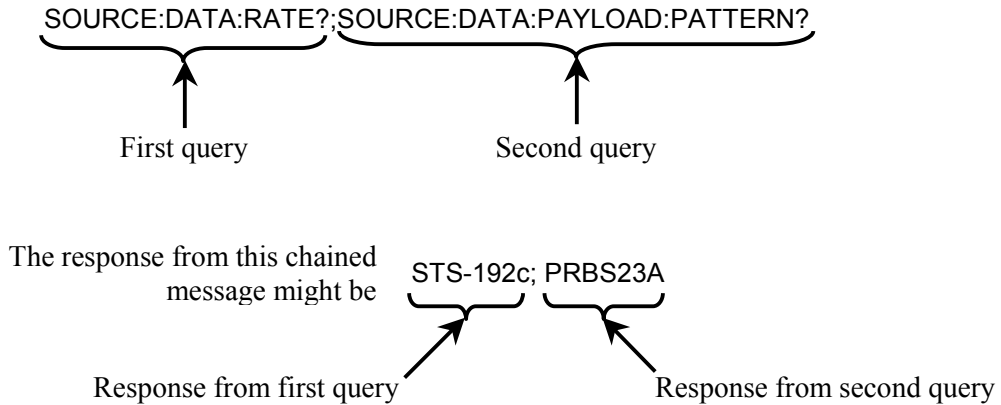 SOURCE:DATA:RATE?;SOURCE:DATA:PAYLOAD:PATTERN?
First query
Second query
The response from this chained
message might be
STS-192c; PRBS23A
Response from first query
Response from second query